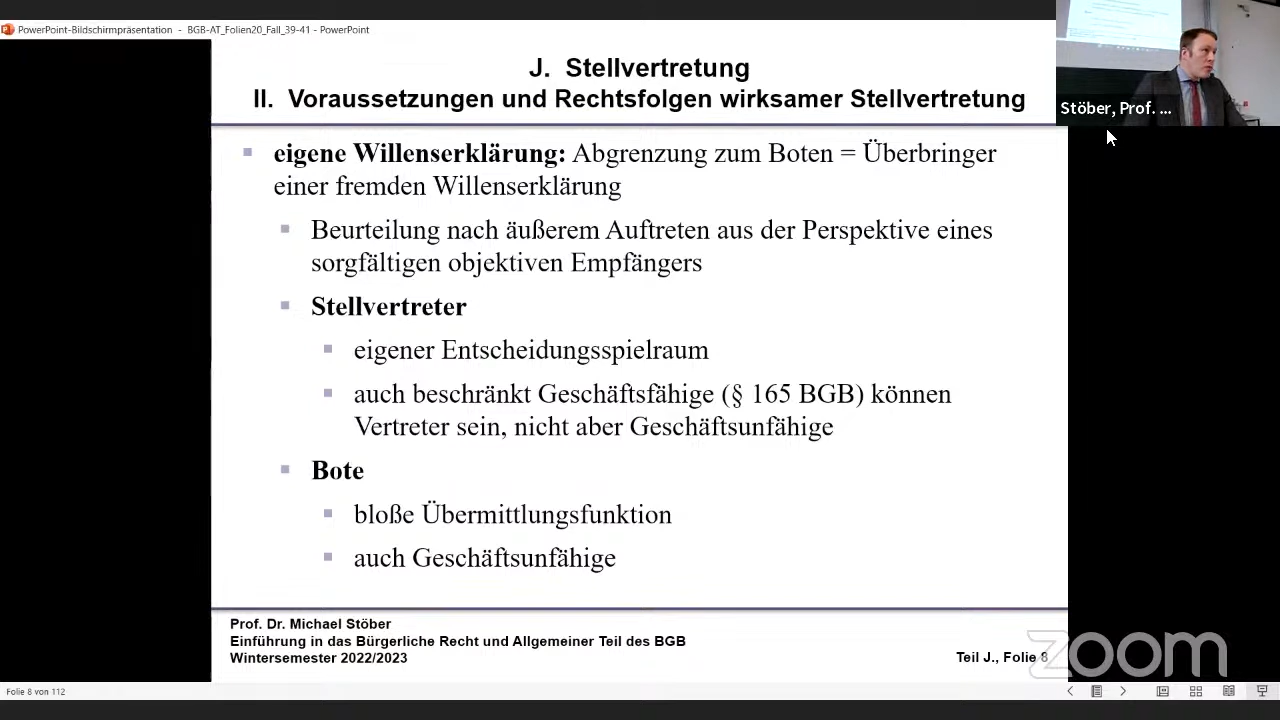 PowerPoint-Bildschirmpräsentation - BGB-AT_Folien20_Fall_39-41 - PowerPoint
Stöber, Prof. ...
J. Stellvertretung
II. Voraussetzungen und Rechtsfolgen wirksamer Stellvertretung
eigene Willenserklärung: Abgrenzung zum Boten = Überbringer
einer fremden Willenserklärung
Beurteilung nach äußerem Auftreten aus der Perspektive eines
sorgfältigen objektiven Empfängers
Stellvertreter
eigener Entscheidungsspielraum
auch beschränkt Geschäftsfähige (§ 165 BGB) können
Vertreter sein, nicht aber Geschäftsunfähige
Bote
bloße Übermittlungsfunktion
auch Geschäftsunfähige
Prof. Dr. Michael Stöber
Einführung in das Bürgerliche Recht und Allgemeiner Teil des BGB
Wintersemester 2022/2023
Teil J., Folie 8
zoom
Folie 8 von 112